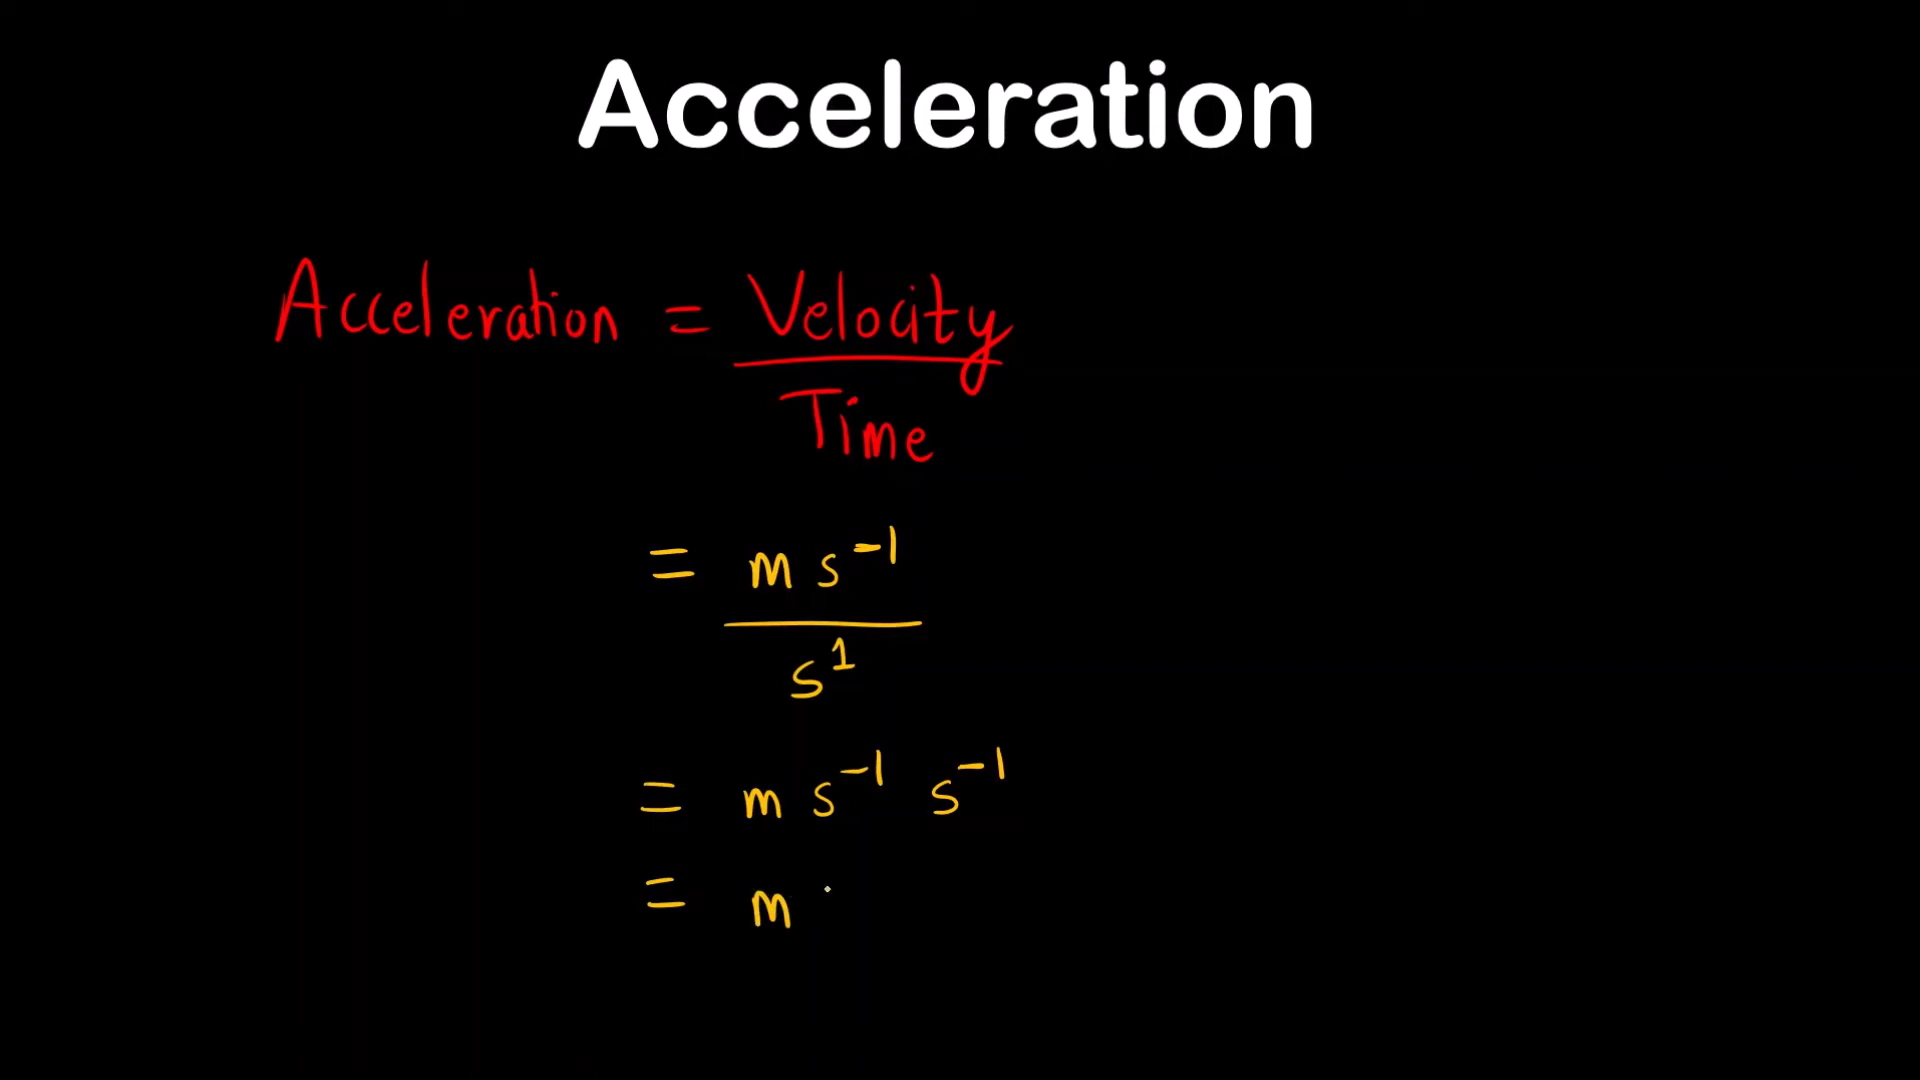 Acceleration
Acceleration = Velocity
Time
= m s⁻¹
s¹
= m s⁻¹ s⁻¹
= m